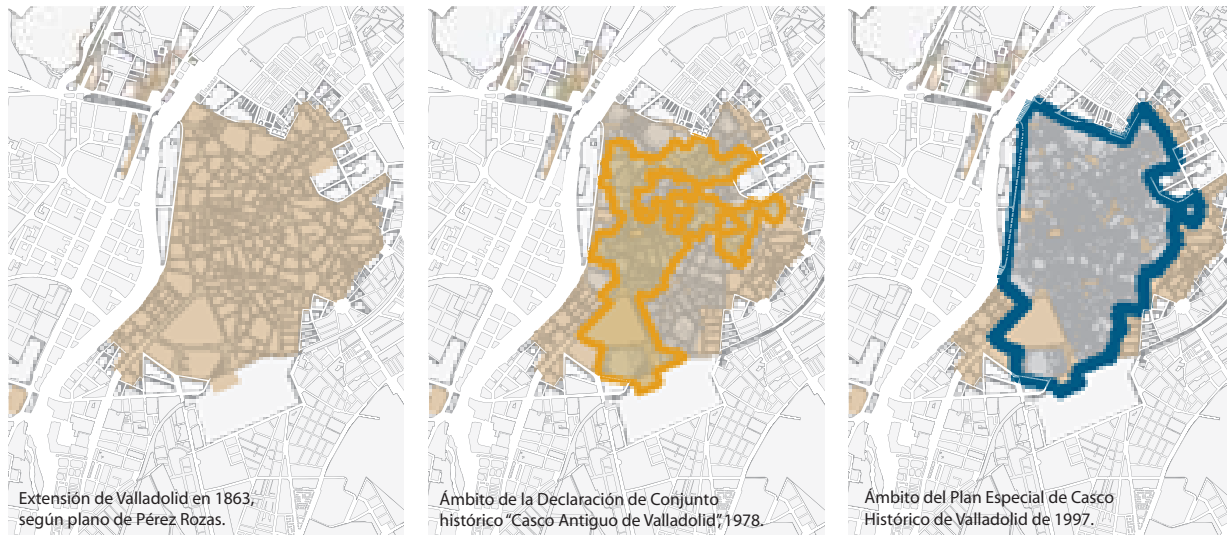 Extensión de Valladolid en 1863,
según plano de Pérez Rozas.
Ámbito de la Declaración de Conjunto
histórico “Casco Antiguo de Valladolid”, 1978.
Ámbito del Plan Especial de Casco
Histórico de Valladolid de 1997.